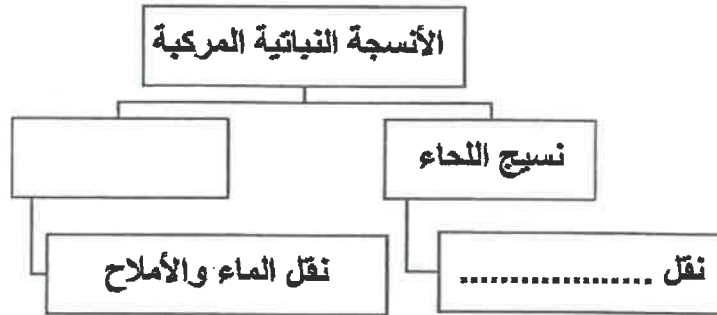 الأنسجة النباتية المركبة
نسيج اللحاء
نقل ...................
نقل الماء والأملاح